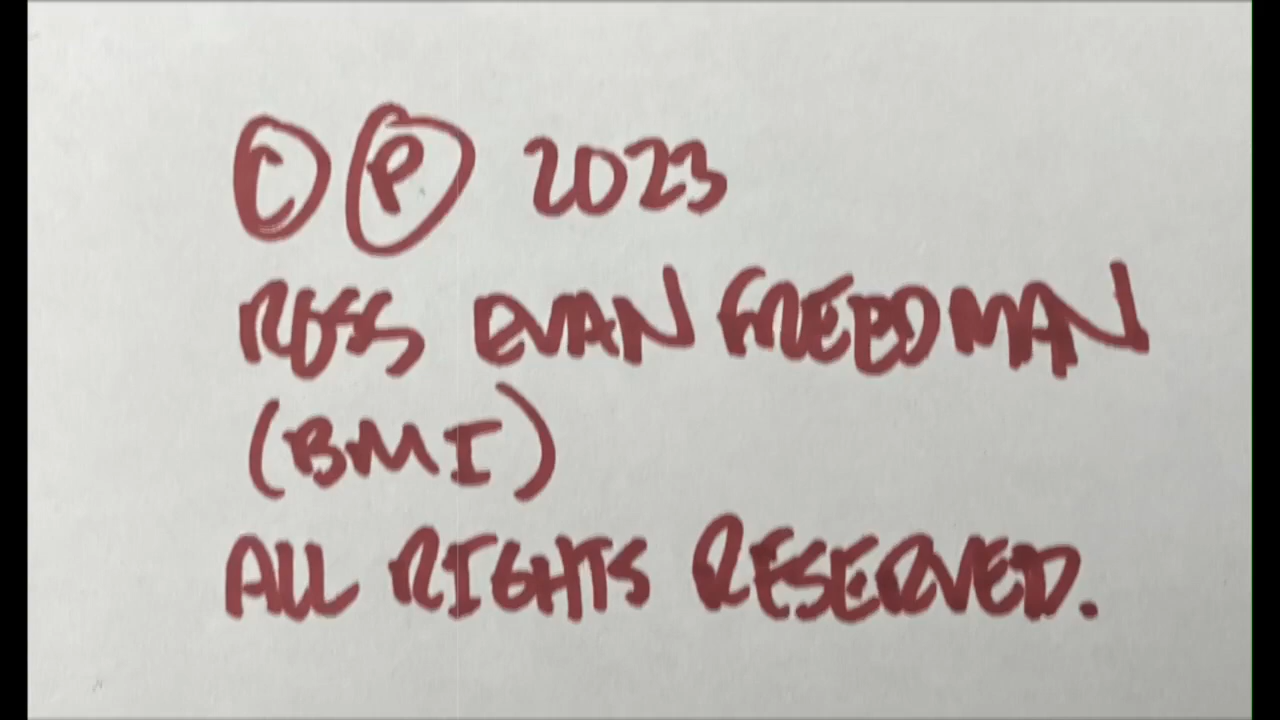 © ℗ 2023
ROSS EVAN FREEDMAN
(BMI)
ALL RIGHTS RESERVED.